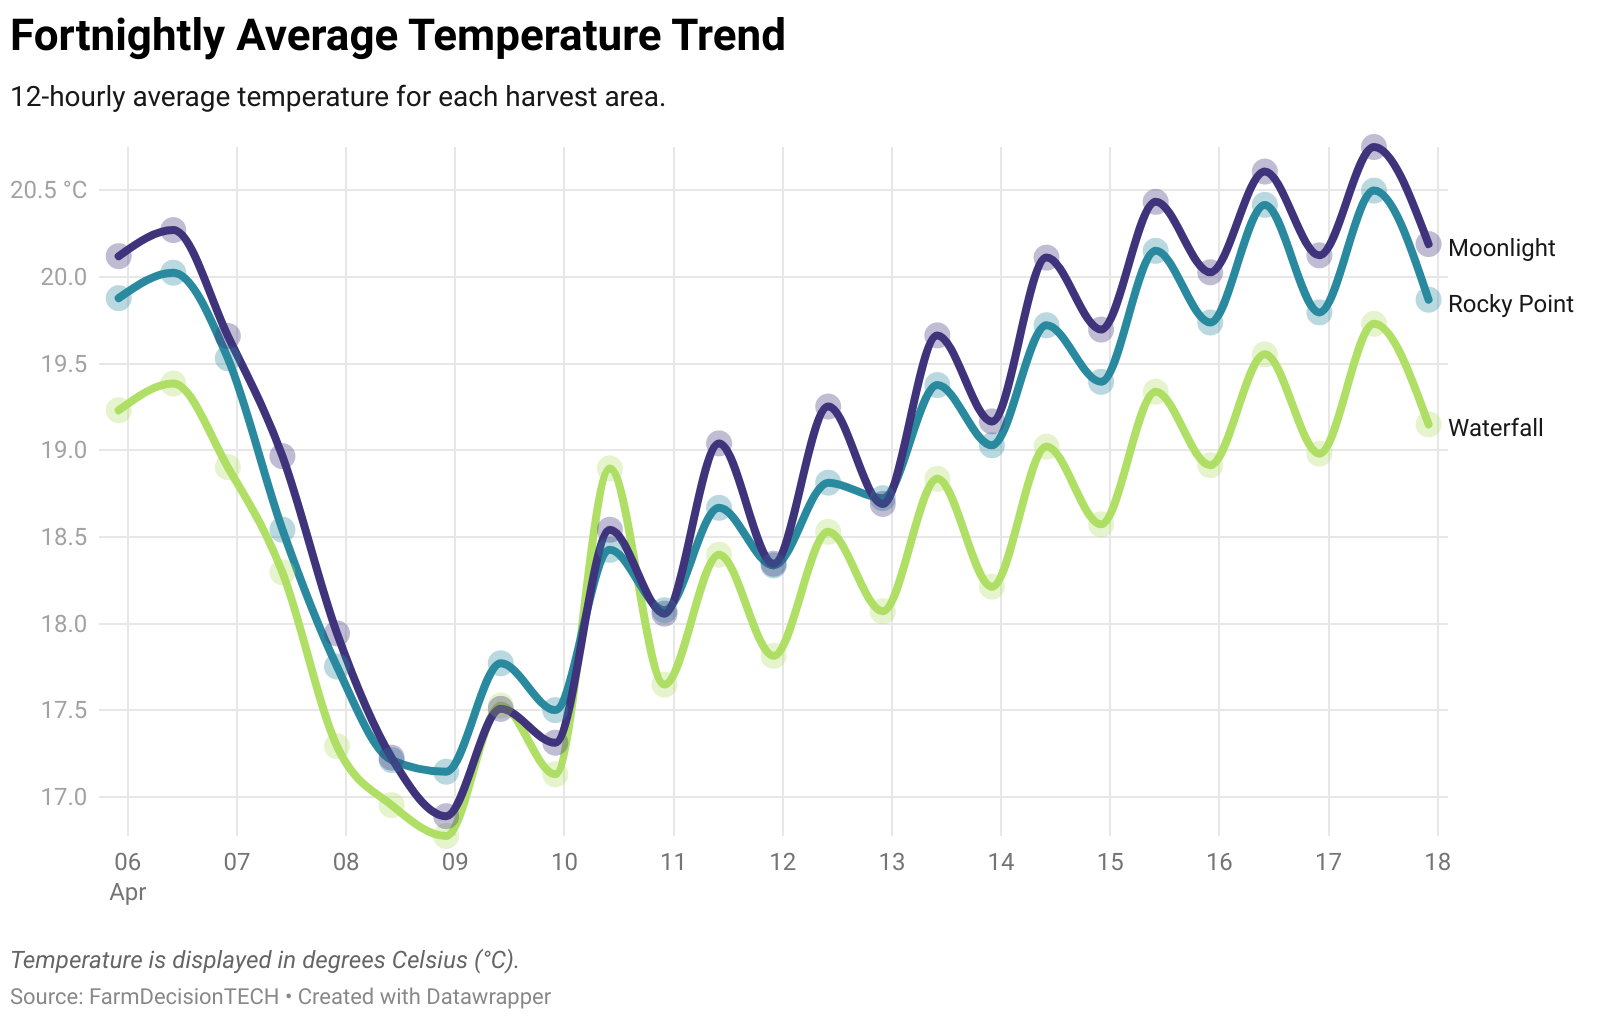 Fortnightly Average Temperature Trend
12-hourly average temperature for each harvest area.
20.5 °C
20.0
19.5
19.0
18.5
18.0
17.5
17.0
Moonlight
Rocky Point
Waterfall
06 07 08 09 10 11 12 13 14 15 16 17 18
Apr
Temperature is displayed in degrees Celsius (°C).
Source: FarmDecisionTECH • Created with Datawrapper